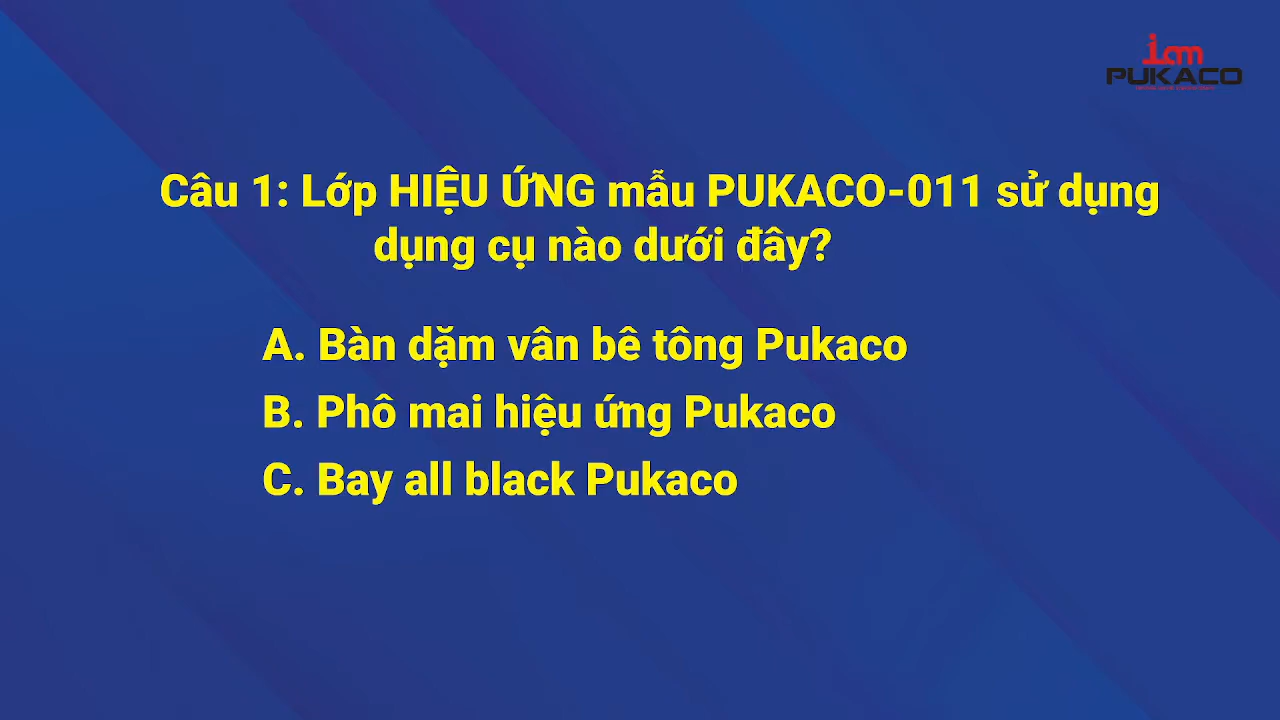 iam
PUKACO
Câu 1: Lớp HIỆU ỨNG mẫu PUKACO-011 sử dụng
dụng cụ nào dưới đây?
A. Bàn dặm vân bê tông Pukaco
B. Phô mai hiệu ứng Pukaco
C. Bay all black Pukaco